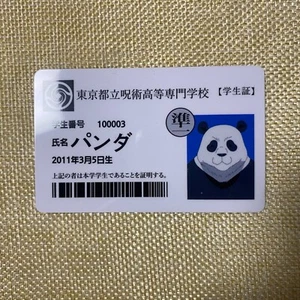 東京都立呪術高等専門学校 【学生証】
学生番号 100003
準
氏名 パンダ
2011年3月5日生
上記の者は本学学生であることを証明する。